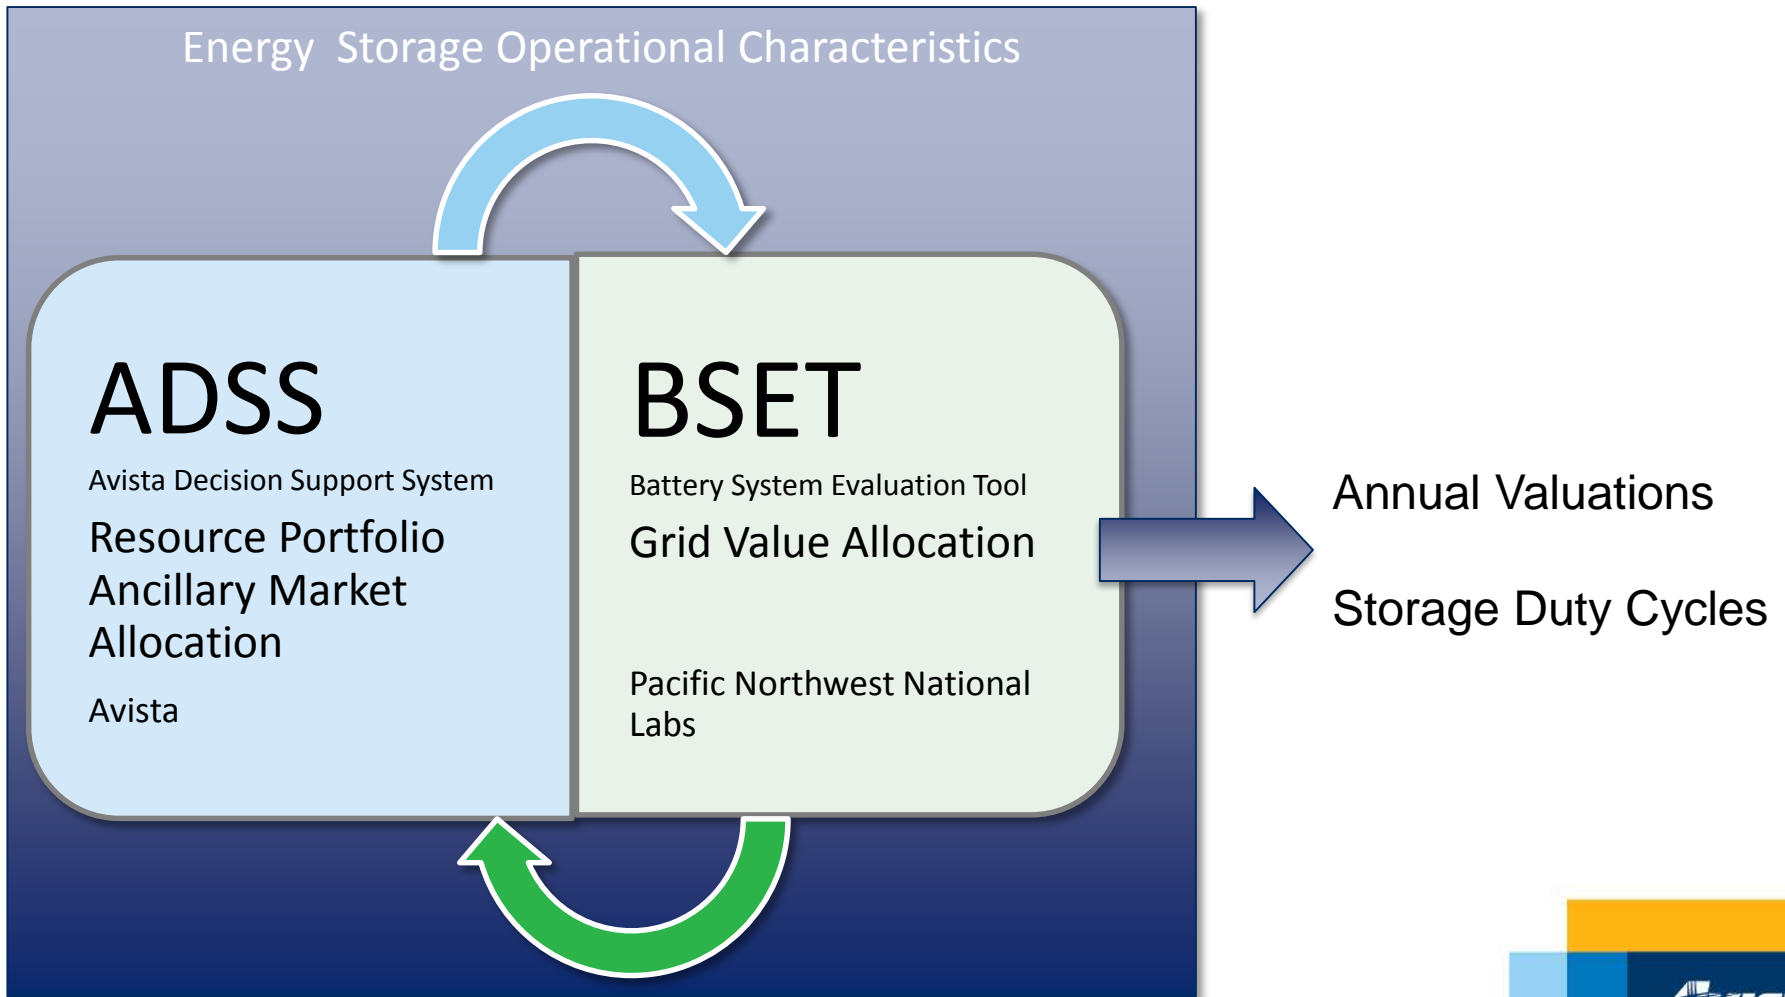 Energy Storage Operational Characteristics
ADSS
Avista Decision Support System
Resource Portfolio
Ancillary Market
Allocation
Avista
BSET
Battery System Evaluation Tool
Grid Value Allocation
Pacific Northwest National
Labs
Annual Valuations
Storage Duty Cycles